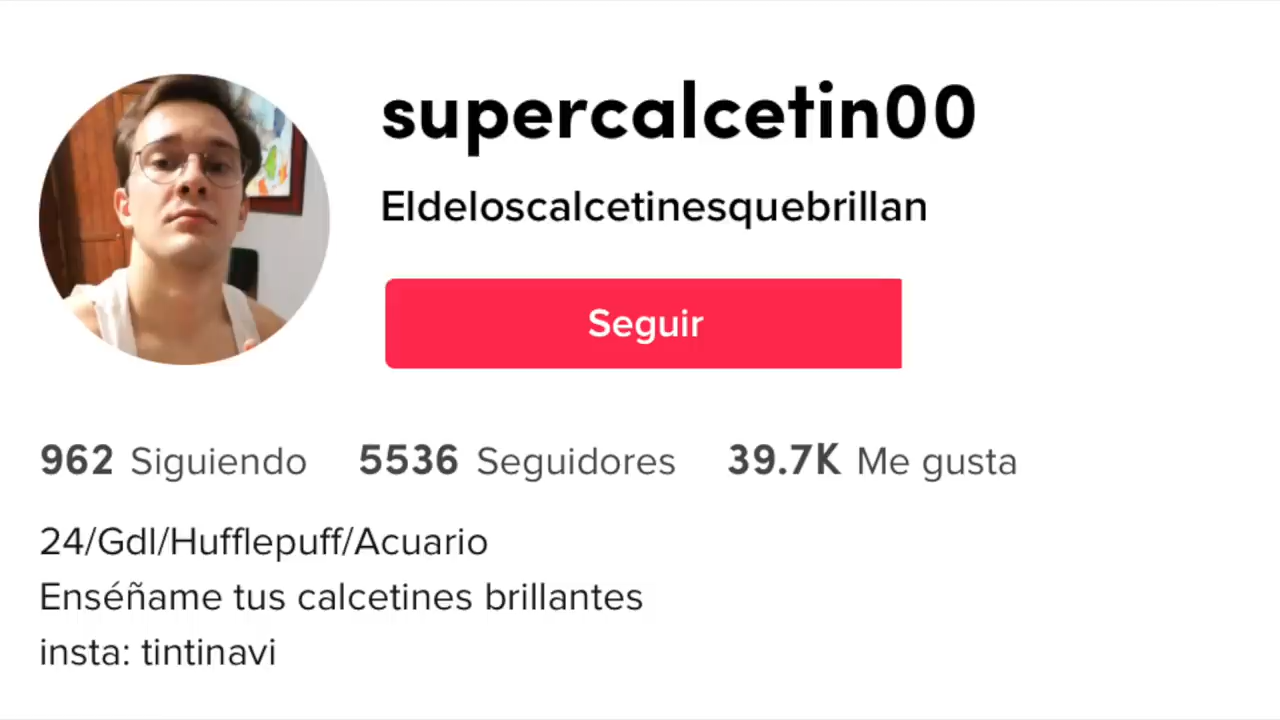 supercalcetin00
Eldeloscalcetinesquebrillan
Seguir
962 Siguiendo 5536 Seguidores 39.7K Me gusta
24/Gdl/Hufflepuff/Acuario
Enséñame tus calcetines brillantes
insta: tintinavi